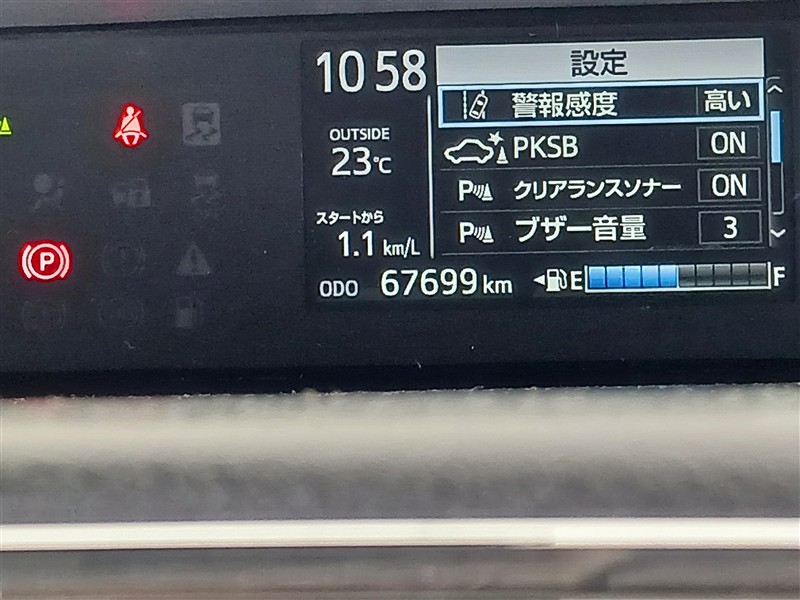 10 58
設定
警報感度 高い
OUTSIDE
23℃
PKSB ON
P クリアランスソナー ON
スタートから
1.1 km/L
P ブザー音量 3
ODO 67699 km
E F
(P)